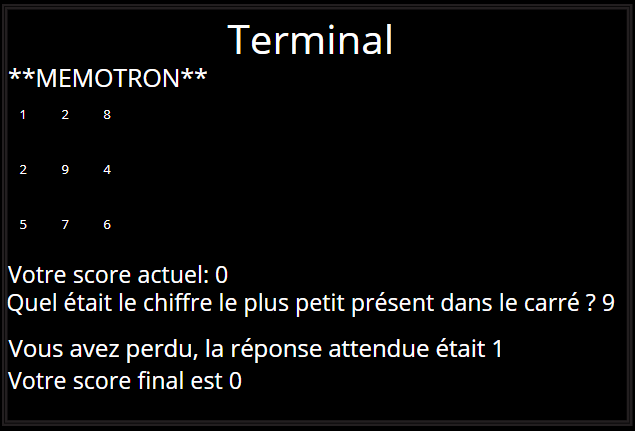 Terminal
**MEMOTRON**
1 2 8
2 9 4
5 7 6
Votre score actuel: 0
Quel était le chiffre le plus petit présent dans le carré ? 9
Vous avez perdu, la réponse attendue était 1
Votre score final est 0